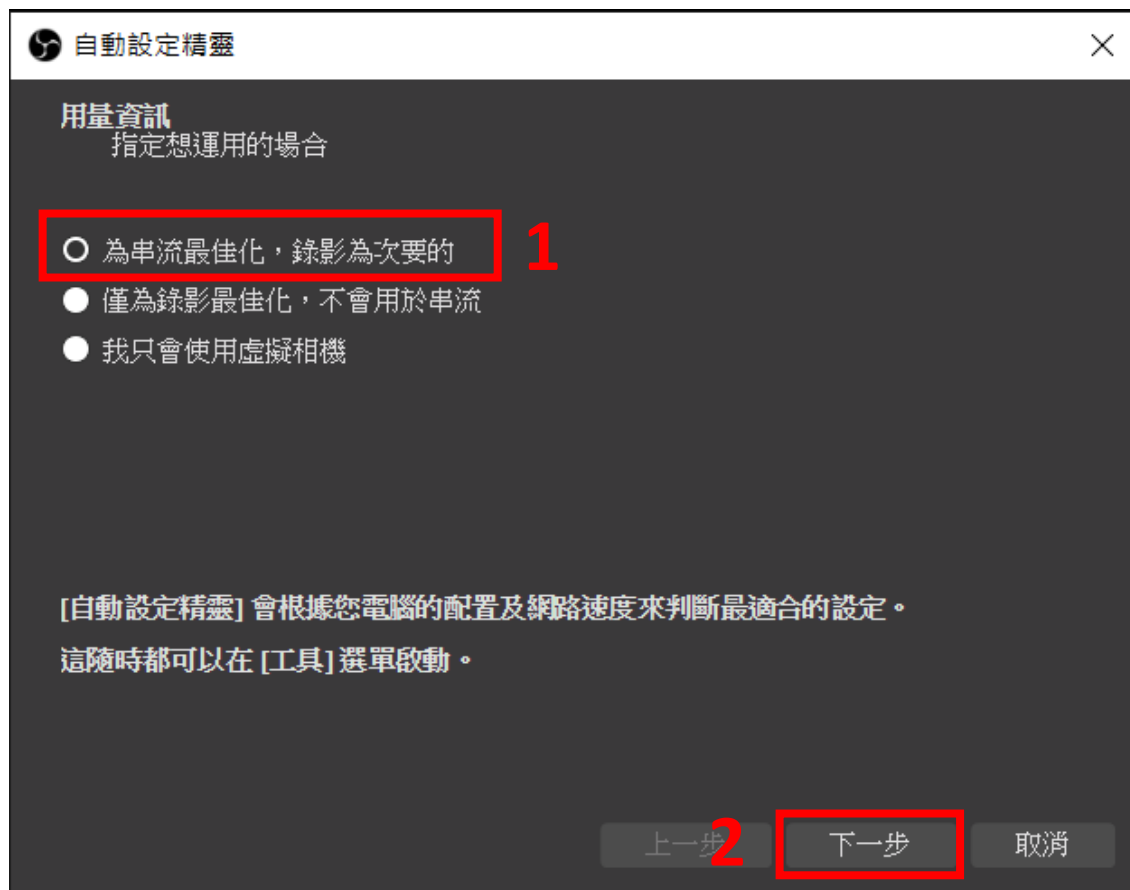 自動設定精靈
用量資訊
指定想運用的場合
為串流最佳化，錄影為次要的
1
僅為錄影最佳化，不會用於串流
我只會使用虛擬相機
[自動設定精靈] 會根據您電腦的配置及網路速度來判斷最適合的設定。
這隨時都可以在 [工具] 選單啟動。
上一步 2 下一步 取消